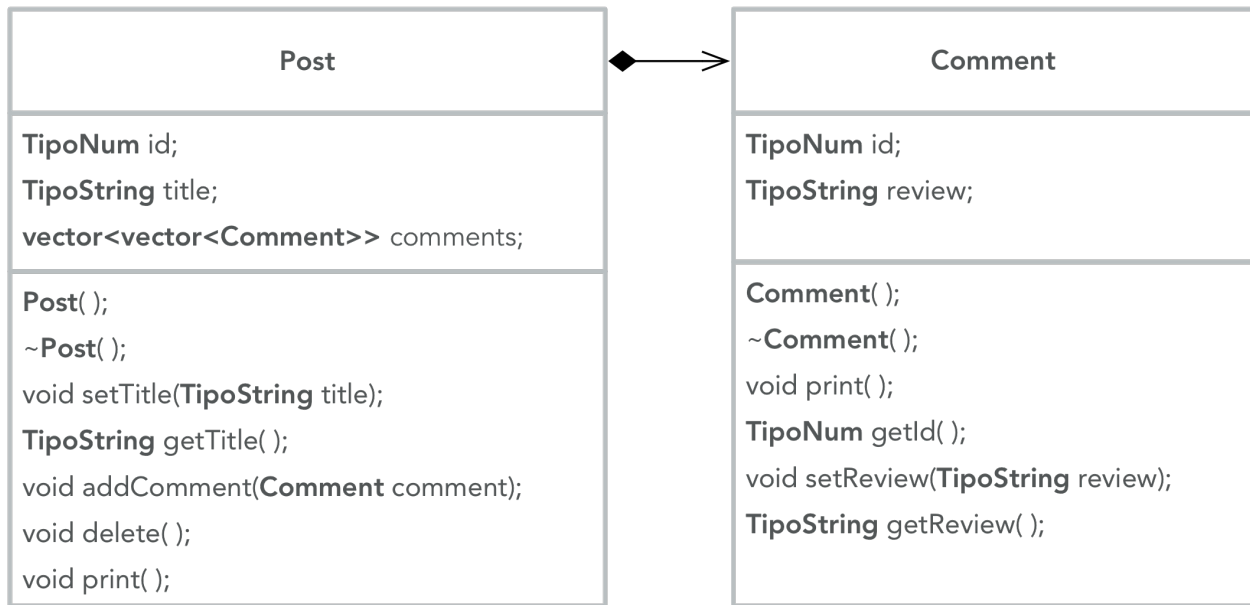 Post
TipoNum id;
TipoString title;
vector<vector<Comment>> comments;
Post( );
~Post( );
void setTitle(TipoString title);
TipoString getTitle( );
void addComment(Comment comment);
void delete( );
void print( );
Comment
TipoNum id;
TipoString review;
Comment( );
~Comment( );
void print( );
TipoNum getId( );
void setReview(TipoString review);
TipoString getReview( );